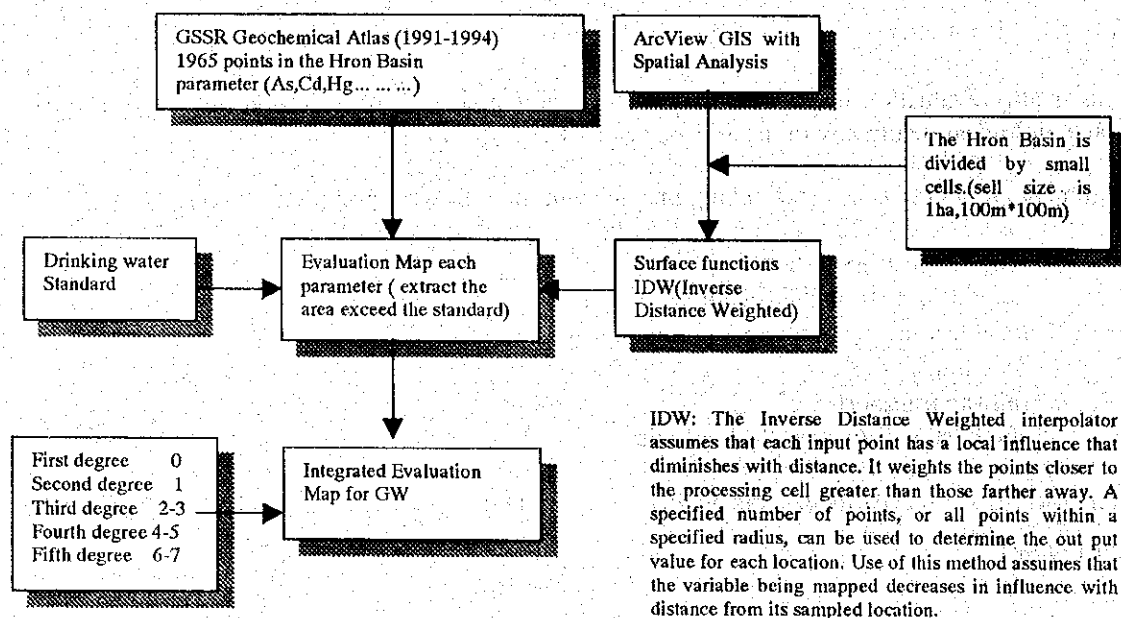 GSSR Geochemical Atlas (1991-1994)
1965 points in the Hron Basin
parameter (As,Cd,Hg... ... ...)
ArcView GIS with
Spatial Analysis
The Hron Basin is
divided by small
cells.(sell size is
1ha,100m*100m)
Drinking water
Standard
Evaluation Map each
parameter ( extract the
area exceed the standard)
Surface functions
IDW(Inverse
Distance Weighted)
First degree 0
Second degree 1
Third degree 2-3
Fourth degree 4-5
Fifth degree 6-7
Integrated Evaluation
Map for GW
IDW: The Inverse Distance Weighted interpolator
assumes that each input point has a local influence that
diminishes with distance. It weights the points closer to
the processing cell greater than those farther away. A
specified number of points, or all points within a
specified radius, can be used to determine the out put
value for each location. Use of this method assumes that
the variable being mapped decreases in influence with
distance from its sampled location.